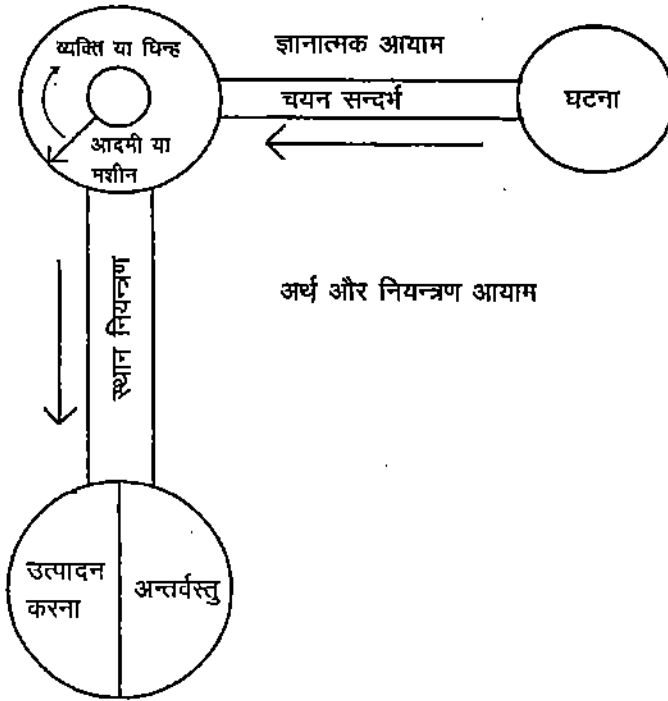 व्यक्ति या घिन्ह
आदमी या
मशीन
ज्ञानात्मक आयाम
चयन सन्दर्भ
घटना
स्थान नियन्त्रण
अर्थ और नियन्त्रण आयाम
उत्पादन
करना
अन्तर्वस्तु